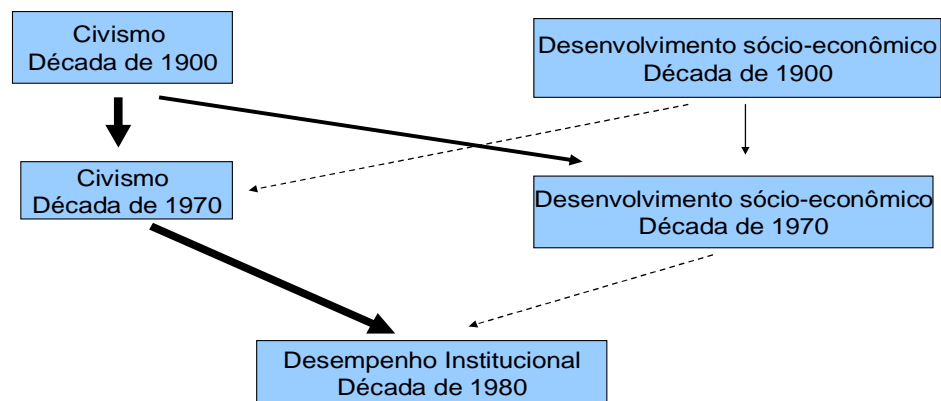 Civismo
Década de 1900
Desenvolvimento sócio-econômico
Década de 1900
Civismo
Década de 1970
Desenvolvimento sócio-econômico
Década de 1970
Desempenho Institucional
Década de 1980